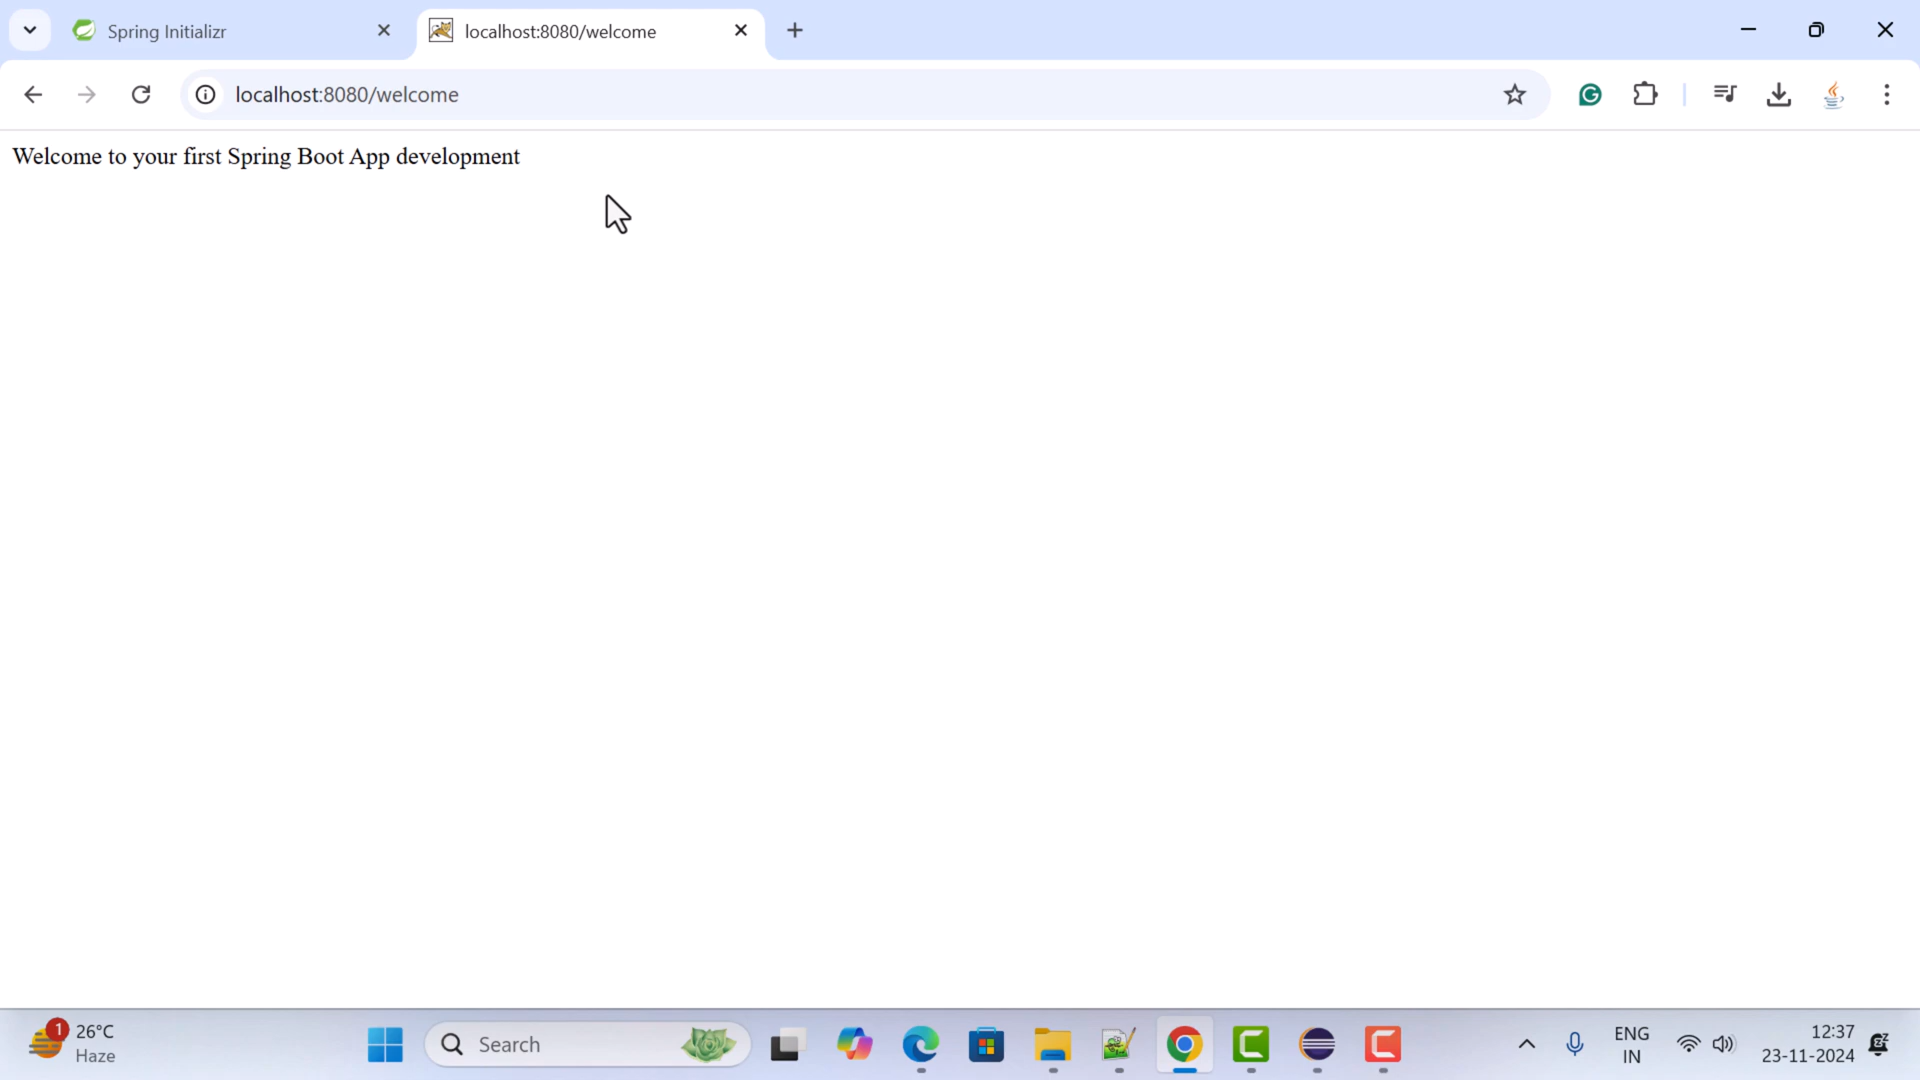 Spring Initializr
localhost:8080/welcome
localhost:8080/welcome
Welcome to your first Spring Boot App development
1
26°C
Haze
Search
ENG
IN
12:37
23-11-2024